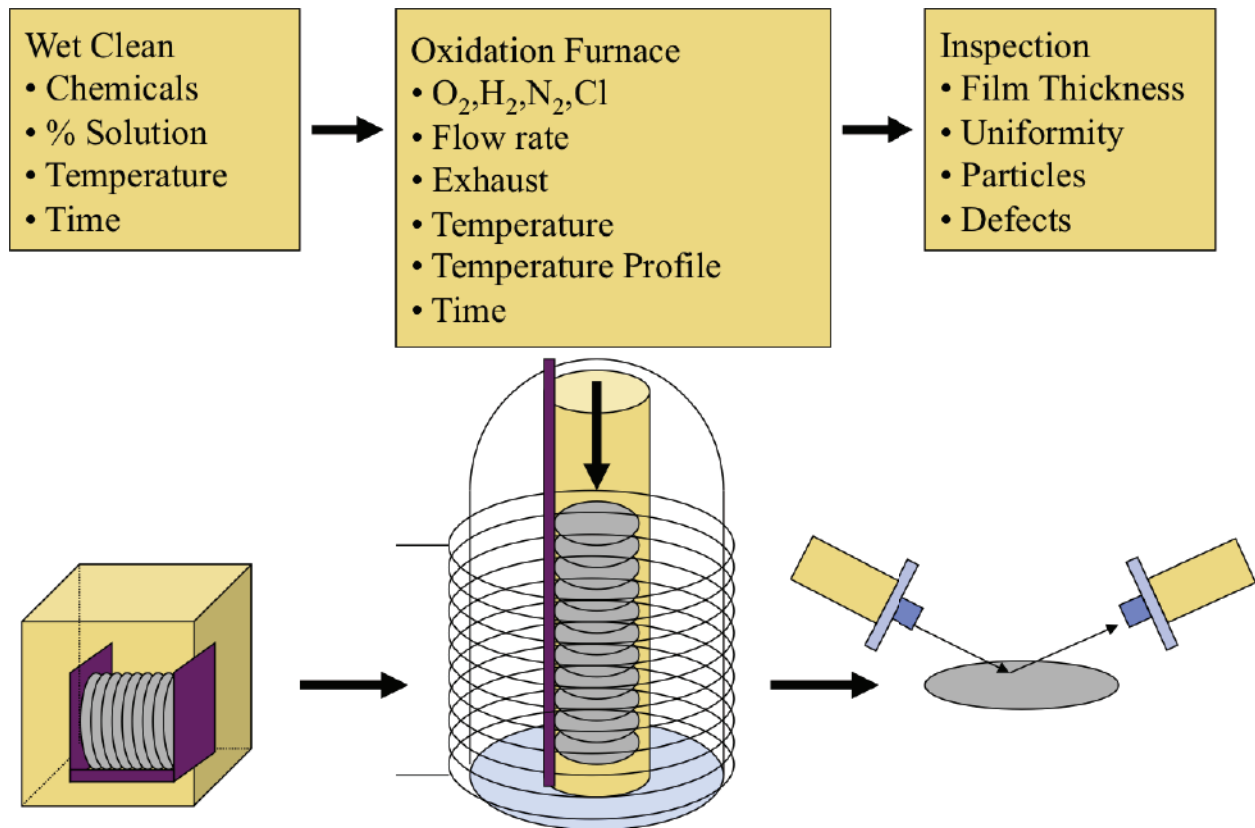 Wet Clean
• Chemicals
• % Solution
• Temperature
• Time
Oxidation Furnace
• O₂,H₂,N₂,Cl
• Flow rate
• Exhaust
• Temperature
• Temperature Profile
• Time
Inspection
• Film Thickness
• Uniformity
• Particles
• Defects